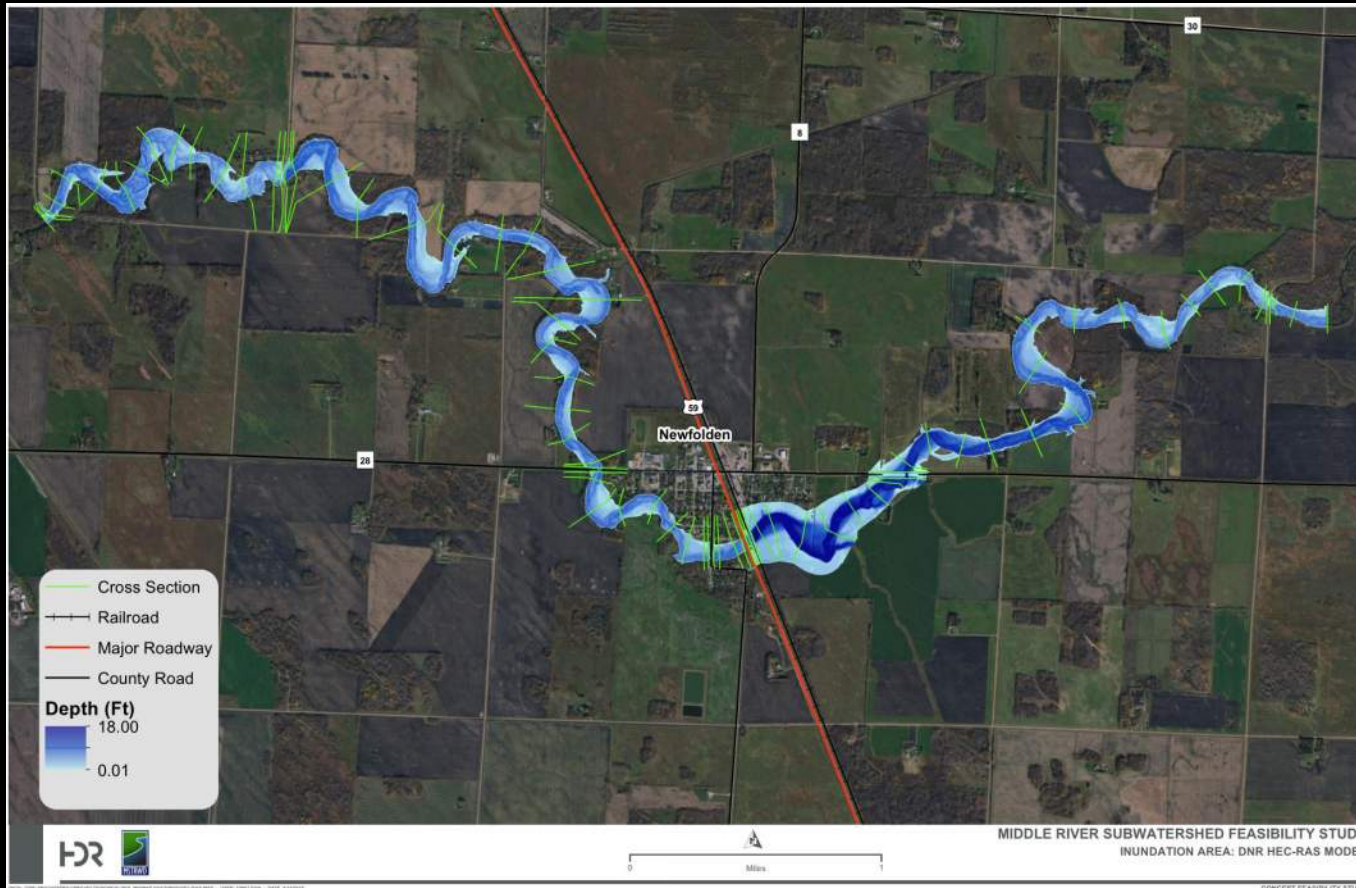 30
8
59
Newfolden
28
Cross Section
Railroad
Major Roadway
County Road
Depth (Ft)
18.00
0.01
HDR
MSTRWD
0
1
Miles
MIDDLE RIVER SUBWATERSHED FEASIBILITY STUD
INUNDATION AREA: DNR HEC-RAS MODE